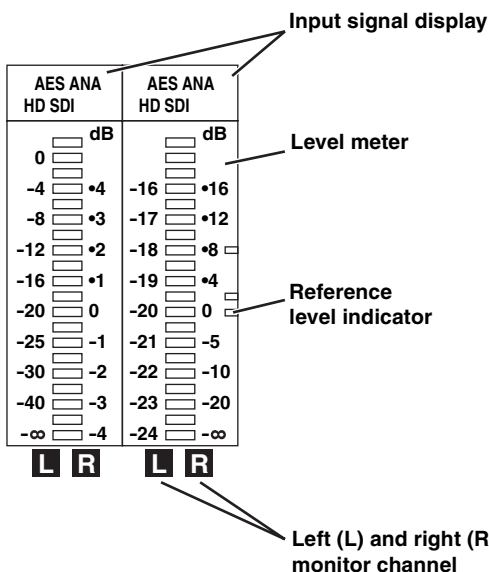 Input signal display
AES ANA AES ANA
HD SDI HD SDI
dB dB
Level meter
0
-4 •4 -16 •16
-8 •3 -17 •12
-12 •2 -18 •8
-16 •1 -19 •4
Reference
level indicator
-20 0 -20 0
-25 -1 -21 -5
-30 -2 -22 -10
-40 -3 -23 -20
-∞ -4 -24 -∞
L R L R
Left (L) and right (R
monitor channel